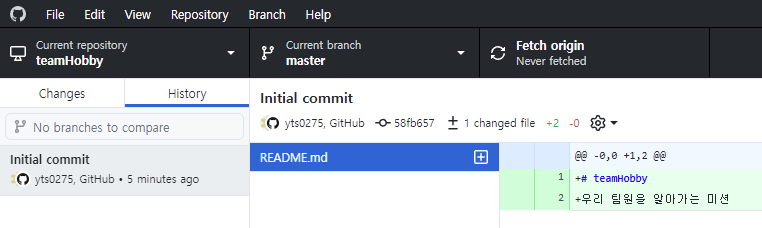 File Edit View Repository Branch Help
Current repository
teamHobby
Current branch
master
Fetch origin
Never fetched
Changes
History
No branches to compare
Initial commit
yts0275, GitHub • 5 minutes ago
Initial commit
yts0275, GitHub 58fb657 1 changed file +2 -0
README.md
@@ -0,0 +1,2 @@
1 +# teamHobby
2 +우리 팀원을 알아가는 미션